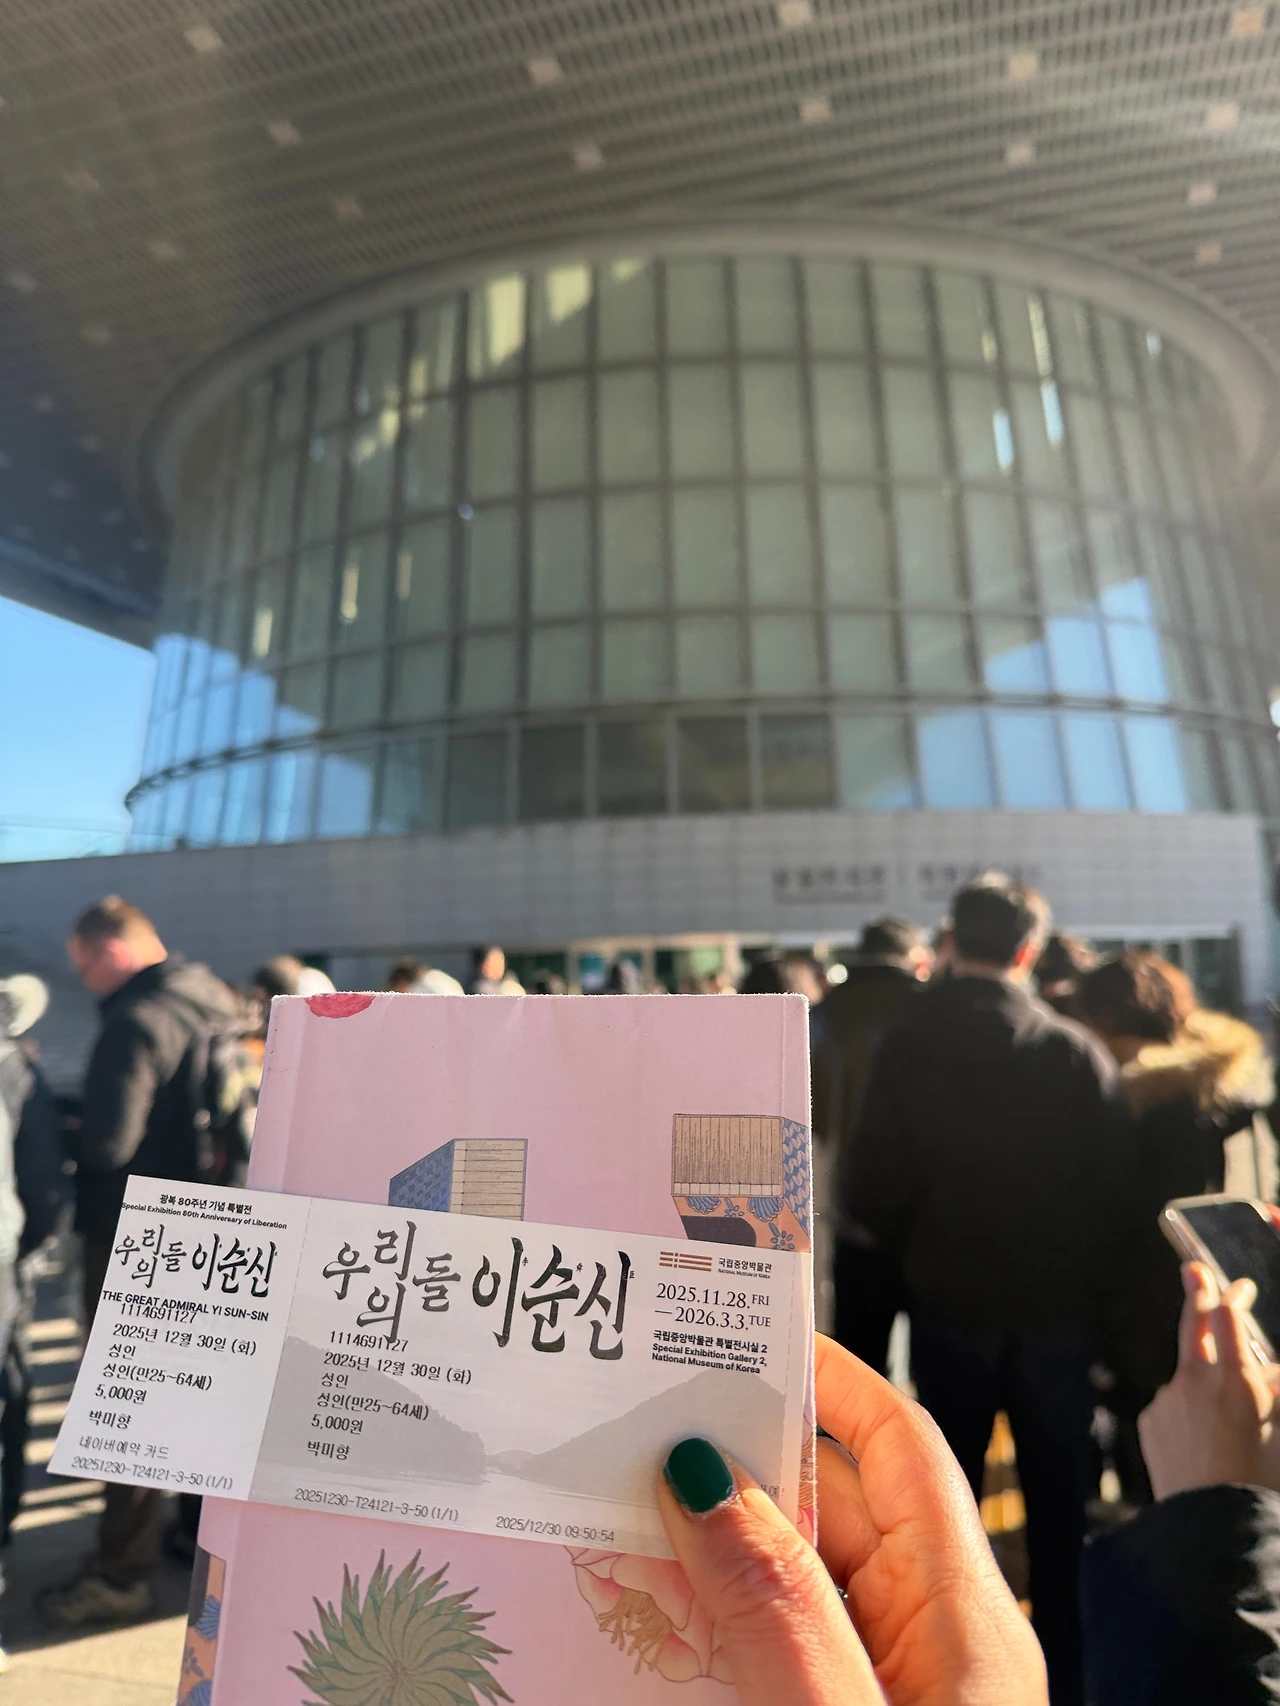 광복 80주년 기념 특별전
Special Exhibition 80th Anniversary of Liberation
우리들의 이순신
THE GREAT ADMIRAL YI SUN-SIN
1114691127
2025년 12월 30일 (화)
성인
성인(만25~64세)
5,000원
박미향
네이버예약 카드
20251230-T24121-3-50 (1/1)
우리들의 이순신
1114691127
2025년 12월 30일 (화)
성인
성인(만25~64세)
5,000원
박미향
20251230-T24121-3-50 (1/1)
2025/12/30 09:50:54
국립중앙박물관
NATIONAL MUSEUM OF KOREA
2025.11.28.FRI
—2026.3.3.TUE
국립중앙박물관 특별전시실 2
Special Exhibition Gallery 2,
National Museum of Korea